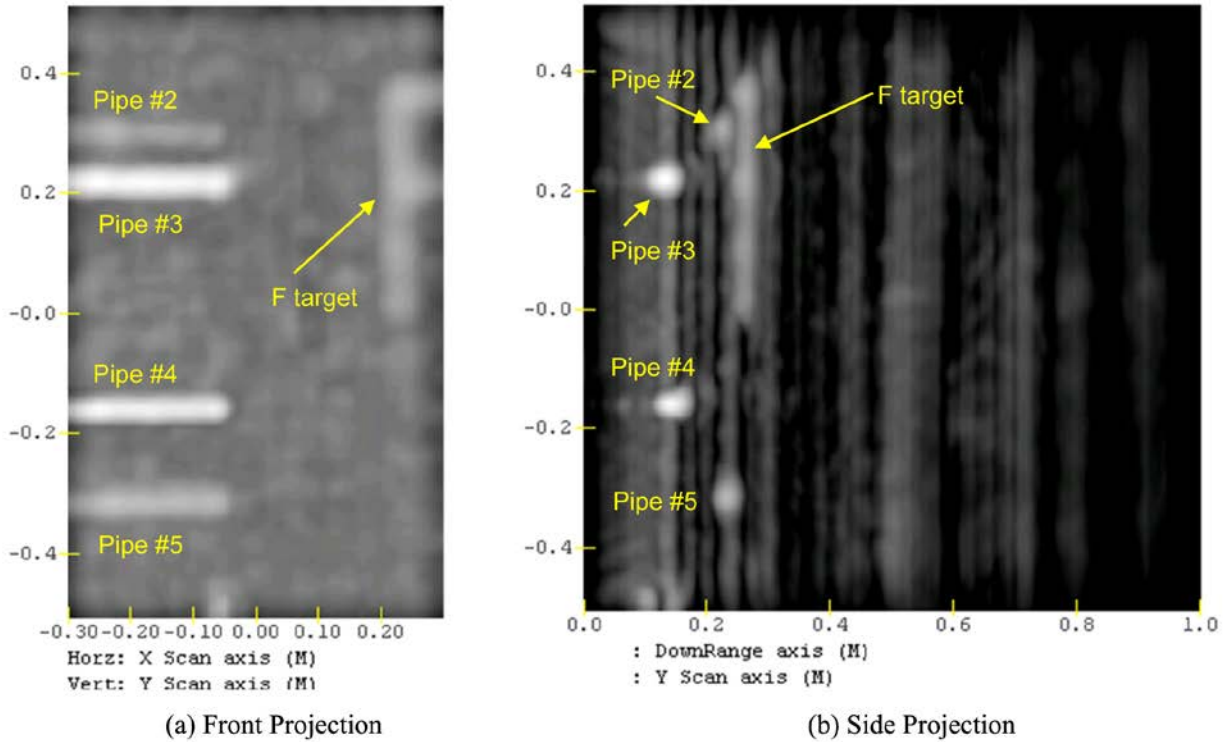 0.4
0.2
-0.0
-0.2
-0.4
Pipe #2
Pipe #3
F target
Pipe #4
Pipe #5
-0.30 -0.20 -0.10 0.00 0.10 0.20
Horz: X Scan axis (M)
Vert: Y Scan axis (M)
(a) Front Projection
0.4
0.2
-0.0
-0.2
-0.4
Pipe #2
F target
Pipe #3
Pipe #4
Pipe #5
0.0 0.2 0.4 0.6 0.8 1.0
: DownRange axis (M)
: Y Scan axis (M)
(b) Side Projection